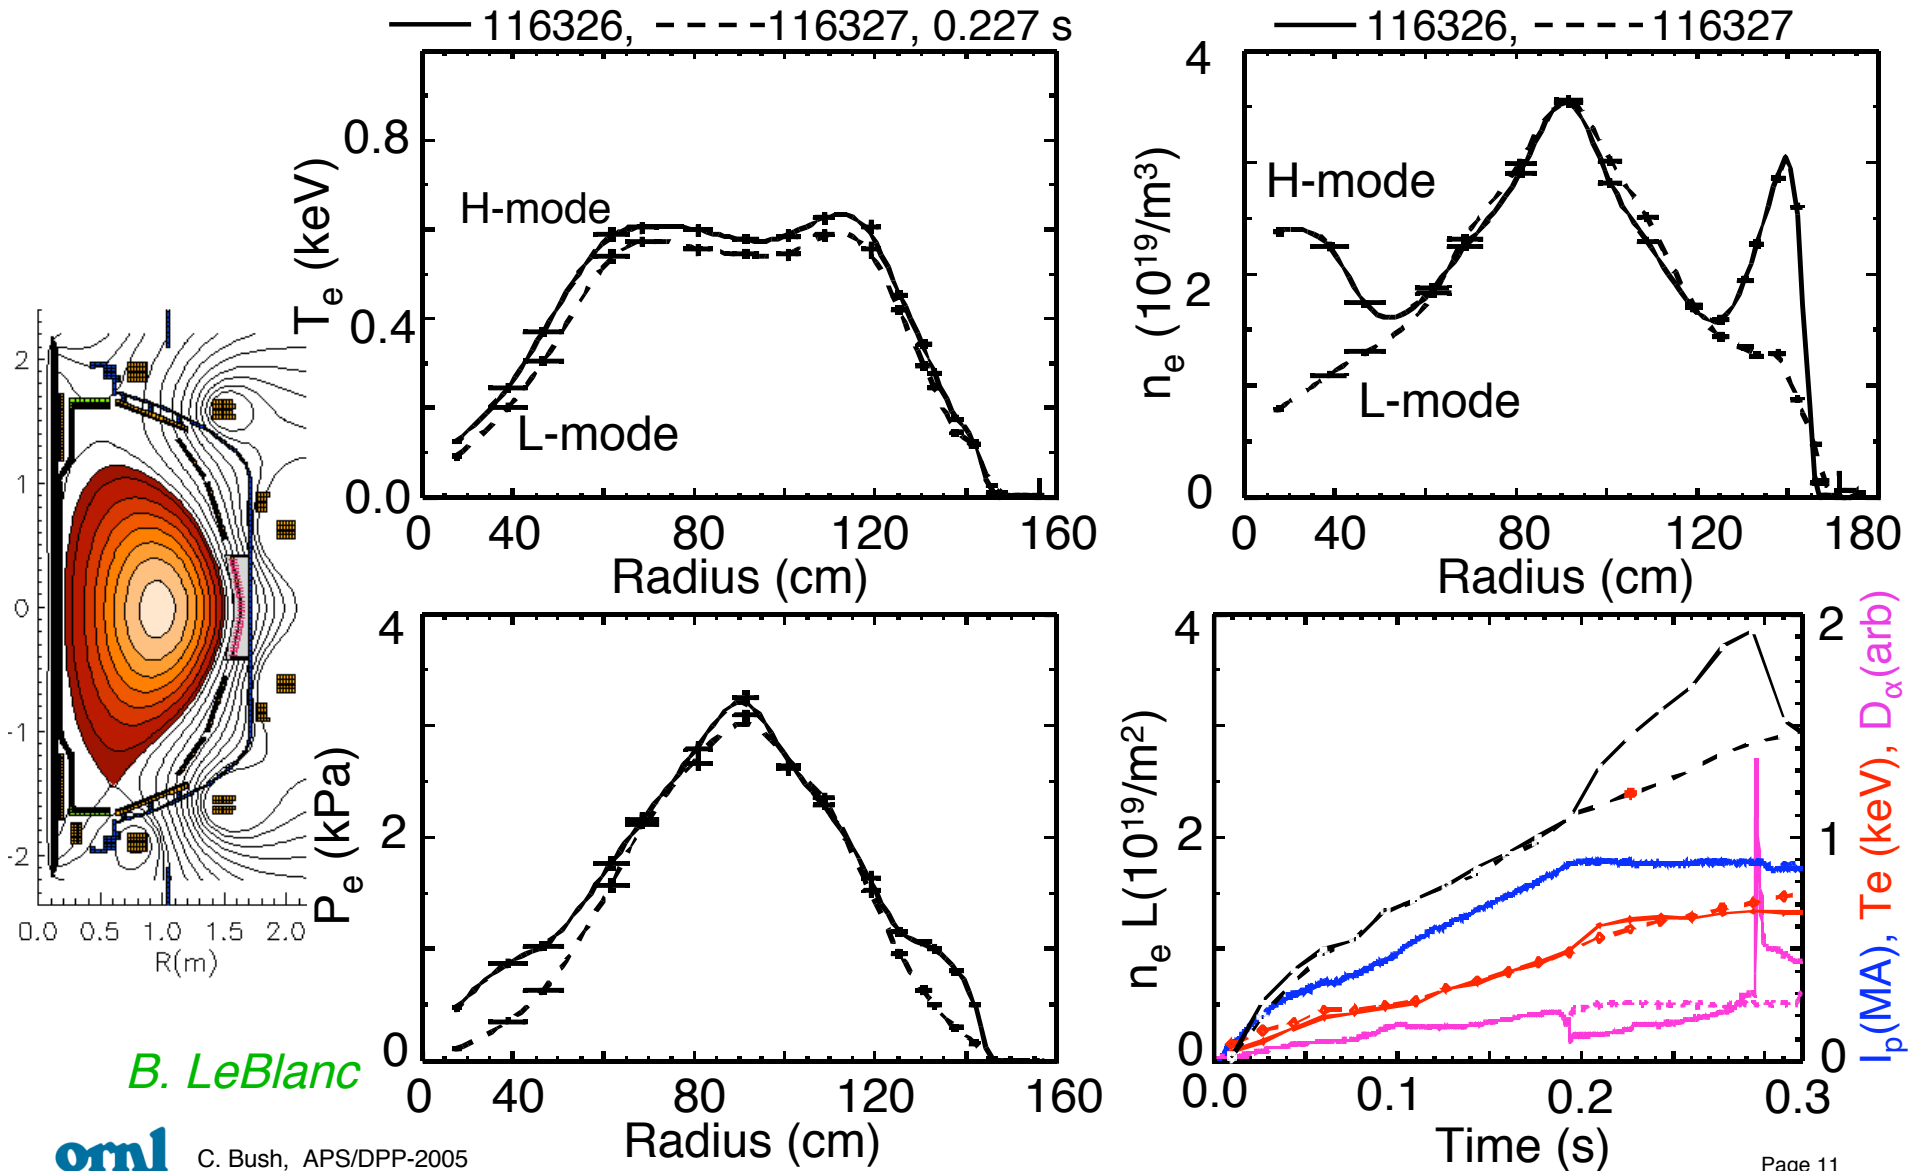 116326, 116327, 0.227 s
116326, 116327
T_e (keV)
0.8
0.4
0.0
H-mode
L-mode
0 40 80 120 160
Radius (cm)
n_e (10^19/m^3)
4
2
0
H-mode
L-mode
0 40 80 120 180
Radius (cm)
2
1
0
-1
-2
0.0 0.5 1.0 1.5 2.0
R(m)
P_e (kPa)
4
2
0
0 40 80 120 160
Radius (cm)
n_e L(10^19/m^2)
4
2
0
2
1
0
I_p(MA), Te (keV), D_α(arb)
0.0 0.1 0.2 0.3
Time (s)
B. LeBlanc
ornl
C. Bush, APS/DPP-2005
Page 11